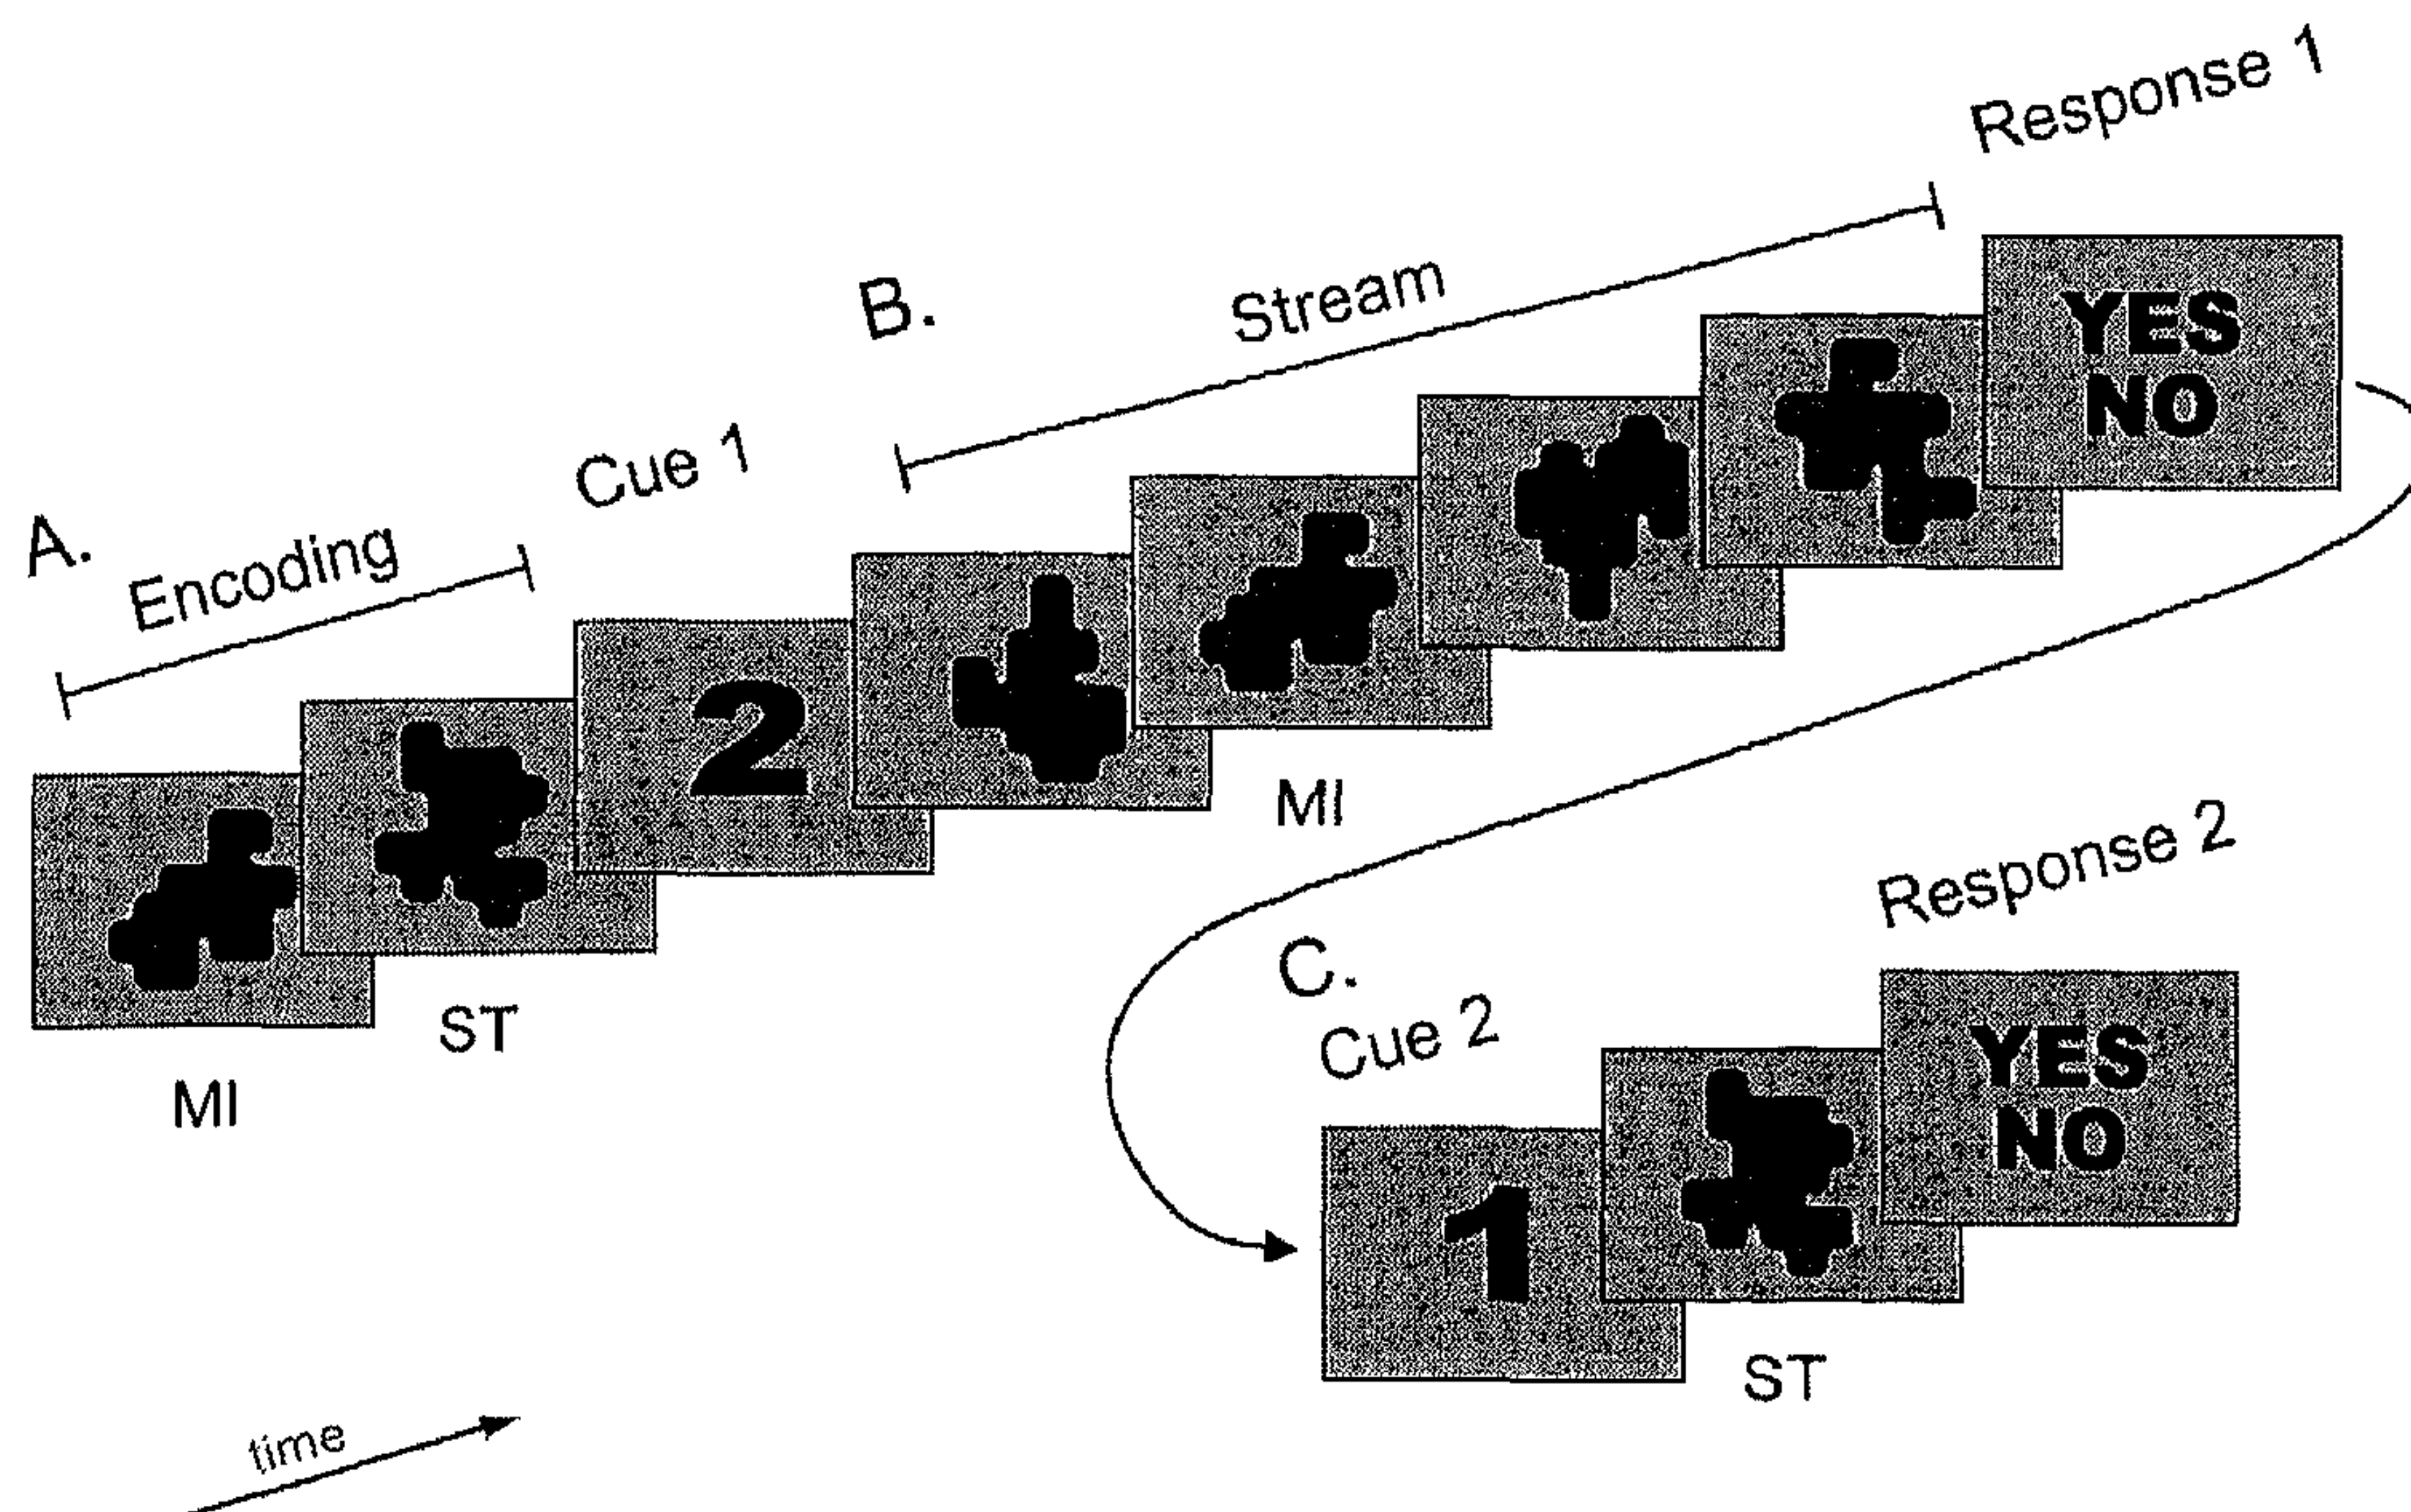 A.
Encoding
MI
ST
Cue 1
2
B.
Stream
MI
Response 1
YES
NO
C.
Cue 2
1
ST
Response 2
YES
NO
time